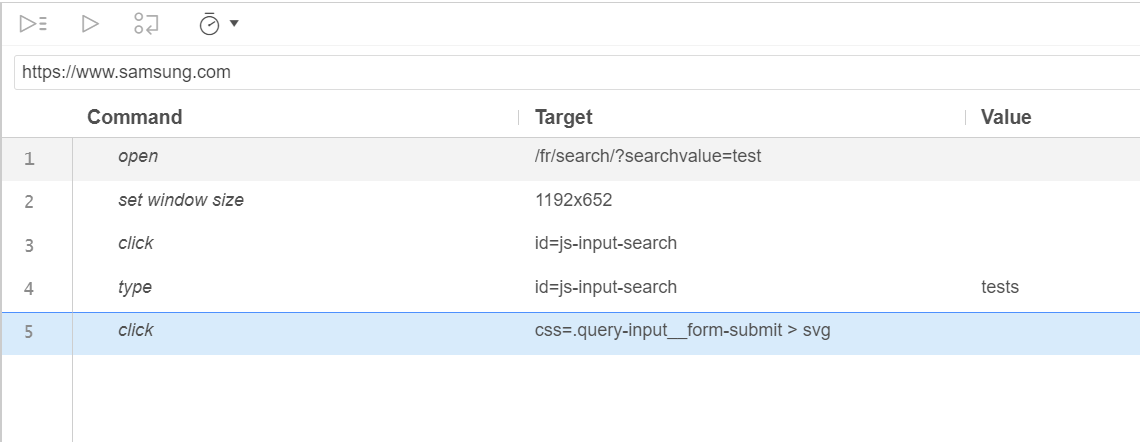 https://www.samsung.com
Command Target Value
1 open /fr/search/?searchvalue=test
2 set window size 1192x652
3 click id=js-input-search
4 type id=js-input-search tests
5 click css=.query-input__form-submit > svg